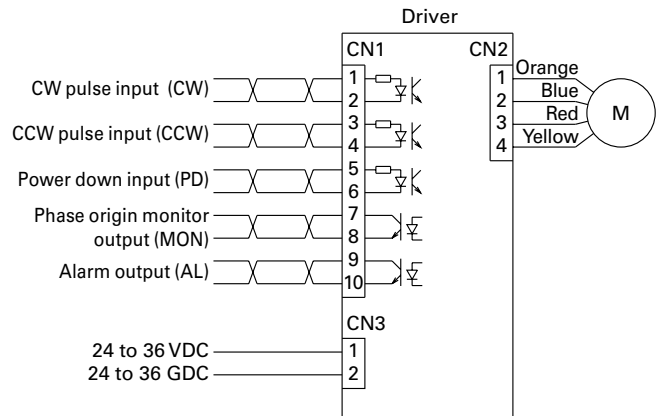 Driver
CN1
CN2
CW pulse input (CW)
1
2
CCW pulse input (CCW)
3
4
Power down input (PD)
5
6
Phase origin monitor
output (MON)
7
8
Alarm output (AL)
9
10
1
Orange
2
Blue
3
Red
4
Yellow
M
CN3
24 to 36 VDC
1
24 to 36 GDC
2